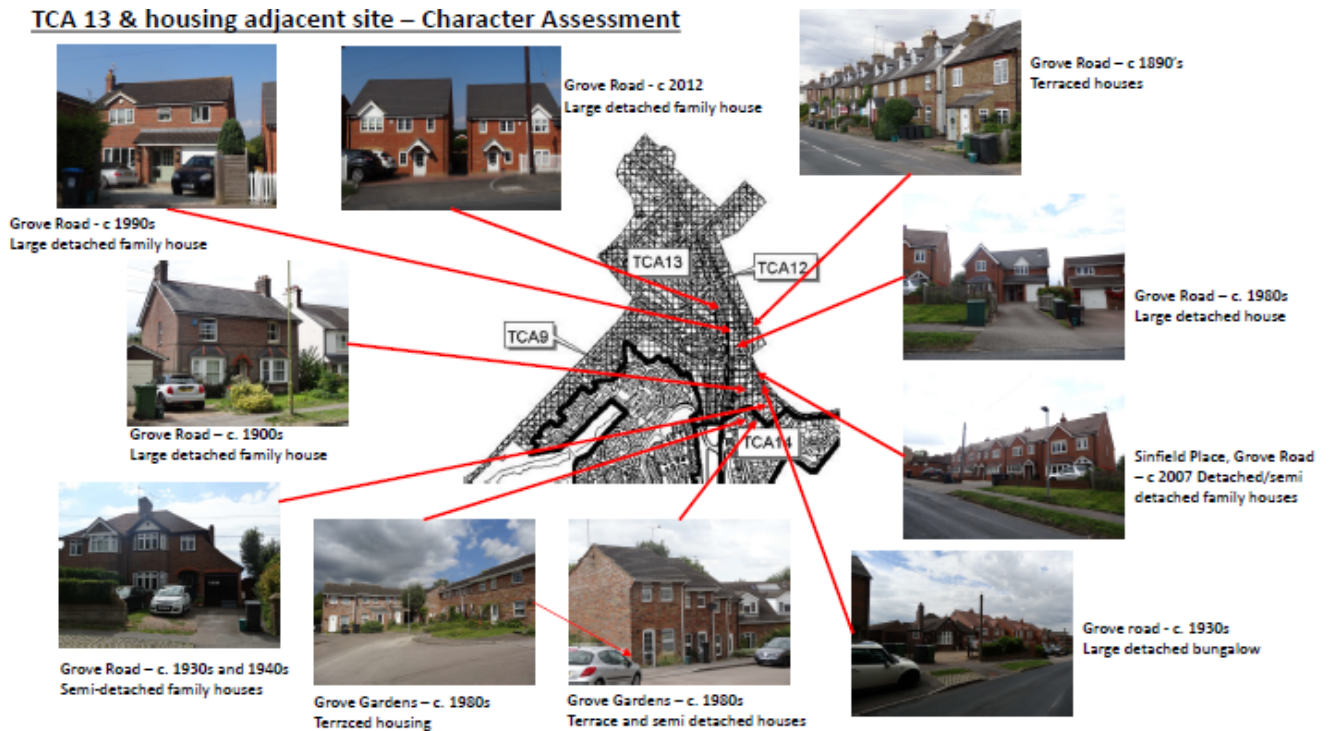 TCA 13 & housing adjacent site – Character Assessment
Grove Road - c 2012
Large detached family house
Grove Road – c 1890's
Terraced houses
Grove Road - c 1990s
Large detached family house
TCA13
TCA12
Grove Road – c. 1980s
Large detached house
TCA9
Grove Road – c. 1900s
Large detached family house
TCA14
Sinfield Place, Grove Road
– c 2007 Detached/semi
detached family houses
Grove Road – c. 1930s and 1940s
Semi-detached family houses
Grove Gardens – c. 1980s
Terrzced housing
Grove Gardens – c. 1980s
Terrace and semi detached houses
Grove road - c. 1930s
Large detached bungalow